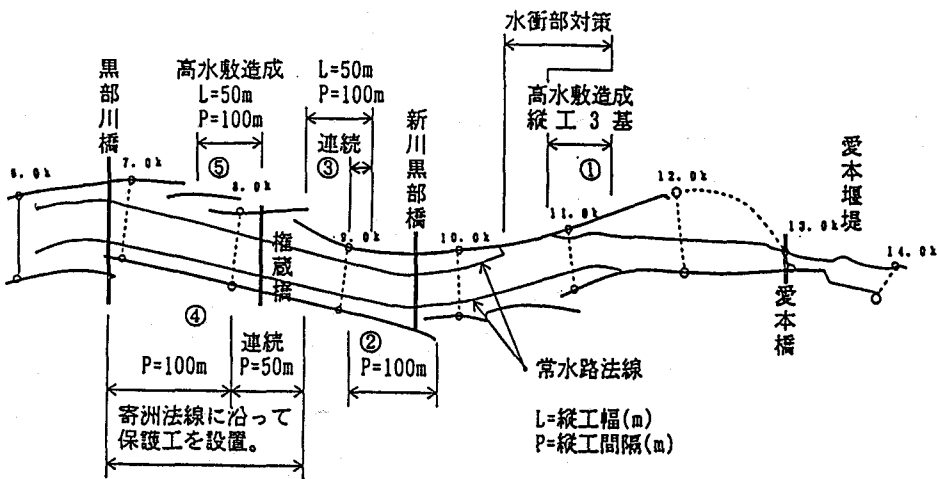 水衝部対策
高水敷造成
縦工3基
①
高水敷造成
L=50m
P=100m
⑤
L=50m
P=100m
連続
③
黒部川橋
新川黒部橋
権蔵橋
愛本堰堤
愛本橋
6.0k
7.0k
8.0k
9.0k
10.0k
11.0k
12.0k
13.0k
14.0k
④
P=100m
連続
P=50m
②
P=100m
寄洲法線に沿って
保護工を設置。
常水路法線
L=縦工幅(m)
P=縦工間隔(m)